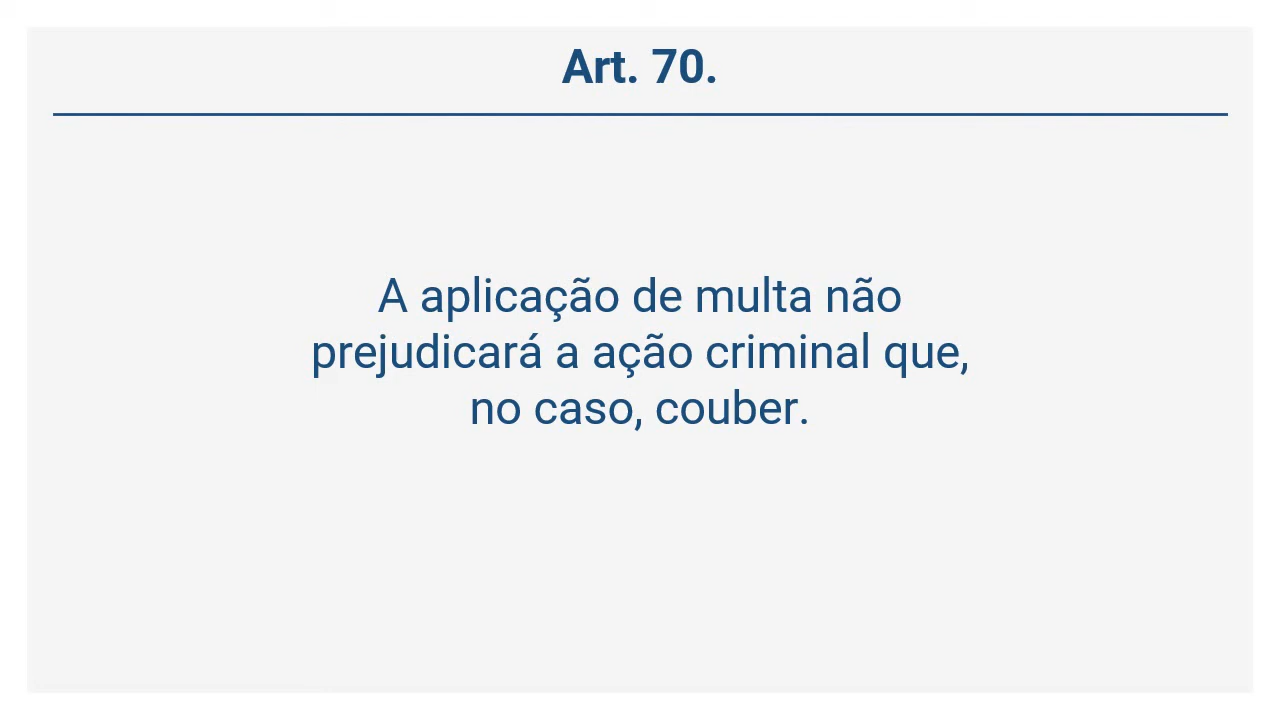 Art. 70.
A aplicação de multa não
prejudicará a ação criminal que,
no caso, couber.